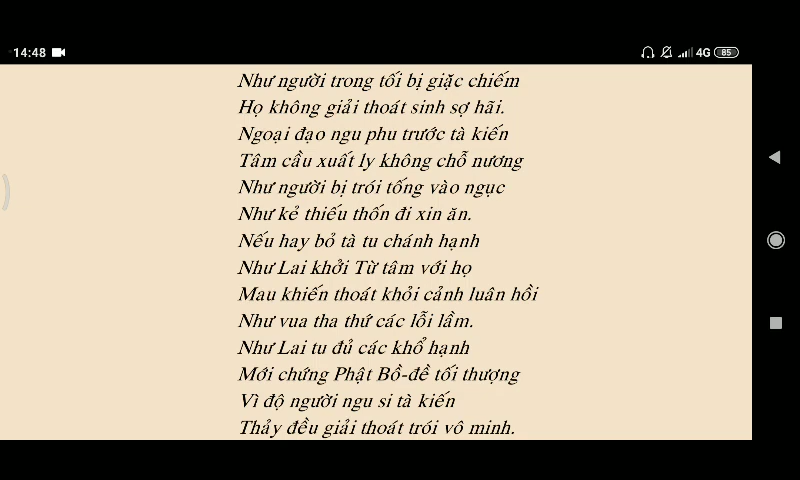 14:48
4G 85
Như người trong tối bị giặc chiếm
Họ không giải thoát sinh sợ hãi.
Ngoại đạo ngu phu trước tà kiến
Tâm cầu xuất ly không chỗ nương
Như người bị trói tống vào ngục
Như kẻ thiếu thốn đi xin ăn.
Nếu hay bỏ tà tu chánh hạnh
Như Lai khởi Từ tâm với họ
Mau khiến thoát khỏi cảnh luân hồi
Như vua tha thứ các lỗi lầm.
Như Lai tu đủ các khổ hạnh
Mới chứng Phật Bồ-đề tối thượng
Vì độ người ngu si tà kiến
Thảy đều giải thoát trói vô minh.